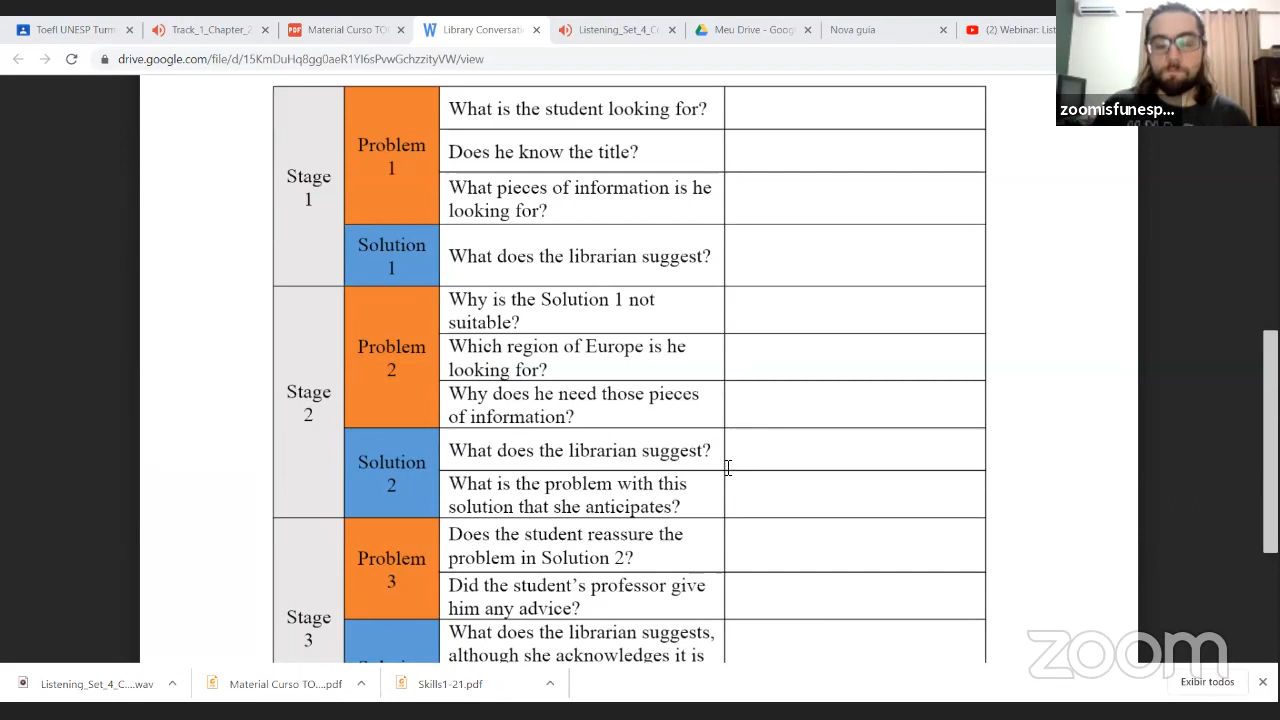 Toefl UNESP Turm
Track_1_Chapter_2
Material Curso TO
Library Conversatio
Listening_Set_4_C
Meu Drive - Goog
Nova guia
(2) Webinar: List
drive.google.com/file/d/15KmDuHq8gg0aeR1YI6sPvwGchzzityVW/view
zoomisfunesp...
Stage
1
Problem
1
What is the student looking for?
Does he know the title?
What pieces of information is he
looking for?
Solution
1
What does the librarian suggest?
Stage
2
Problem
2
Why is the Solution 1 not
suitable?
Which region of Europe is he
looking for?
Why does he need those pieces
of information?
Solution
2
What does the librarian suggest?
What is the problem with this
solution that she anticipates?
Stage
3
Problem
3
Does the student reassure the
problem in Solution 2?
Did the student's professor give
him any advice?
What does the librarian suggests,
although she acknowledges it is
zoom
Listening_Set_4_C....wav
Material Curso TO....pdf
Skills1-21.pdf
Exibir todos